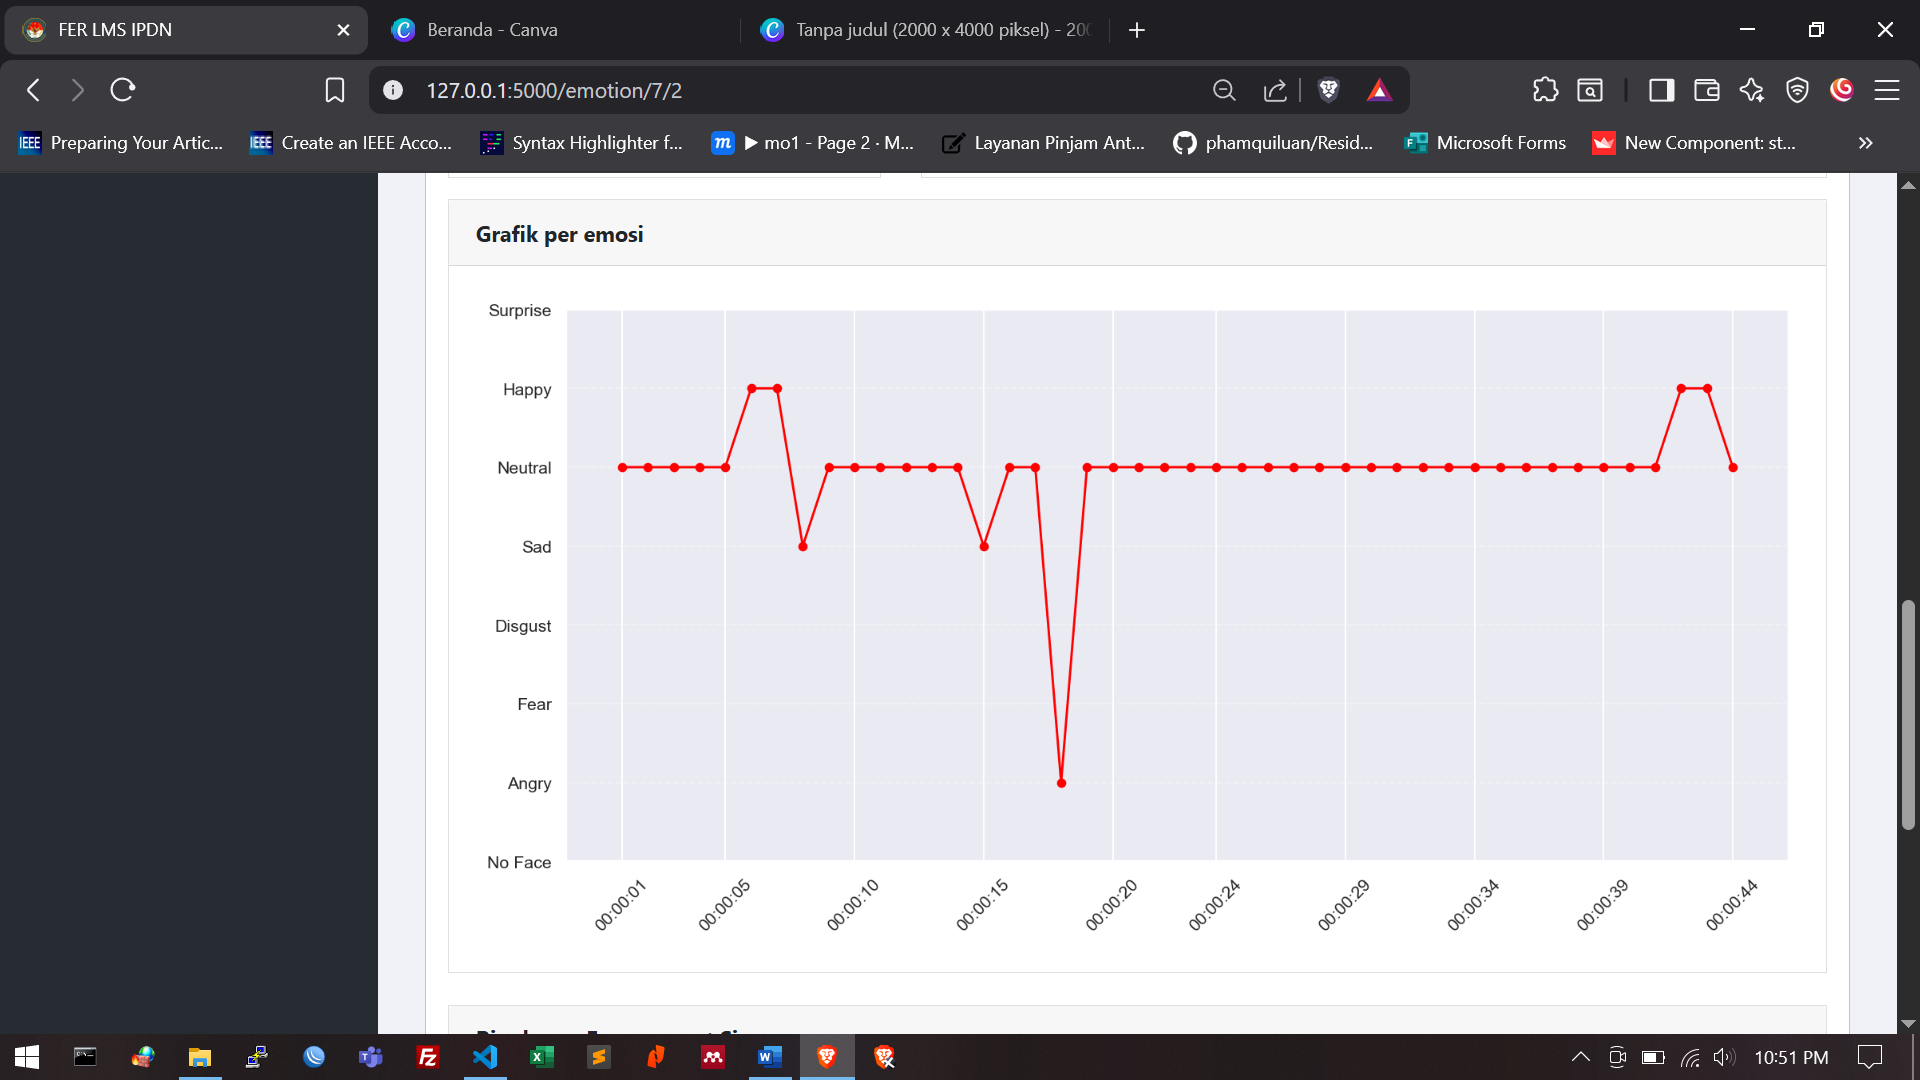 FER LMS IPDN
Beranda - Canva
Tanpa judul (2000 x 4000 piksel) - 200
127.0.0.1:5000/emotion/7/2
IEEE Preparing Your Artic...
IEEE Create an IEEE Acco...
Syntax Highlighter f...
m ▶ mo1 - Page 2 · M...
Layanan Pinjam Ant...
phamquiluan/Resid...
Microsoft Forms
New Component: st...
Grafik per emosi
Surprise
Happy
Neutral
Sad
Disgust
Fear
Angry
No Face
00:00:01
00:00:05
00:00:10
00:00:15
00:00:20
00:00:24
00:00:29
00:00:34
00:00:39
00:00:44
10:51 PM